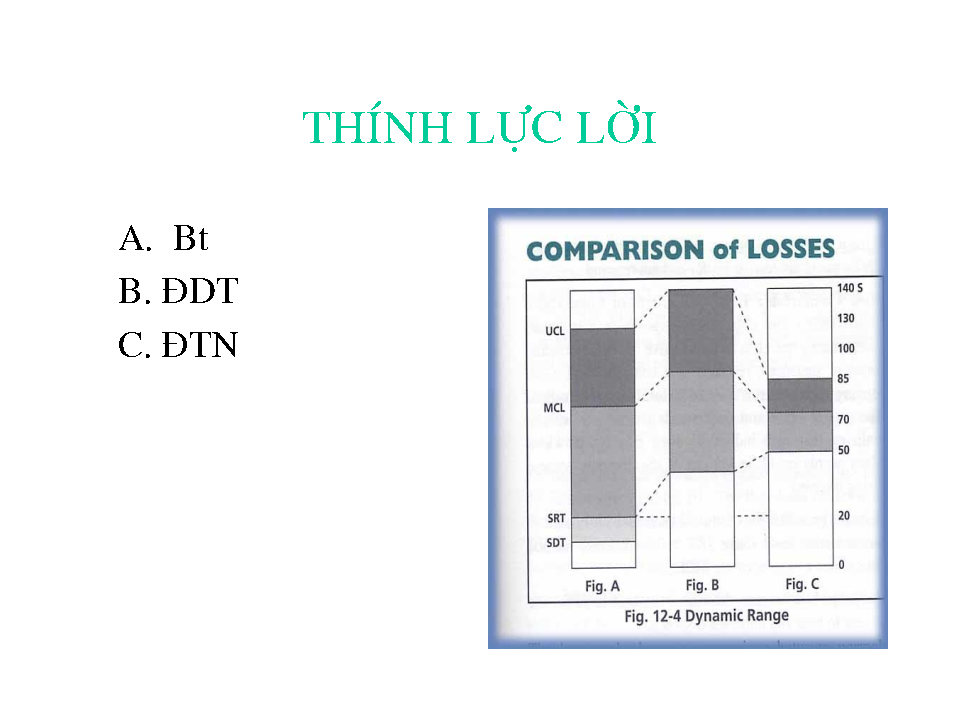 THÍNH LỰC LỜI
A. Bt
B. ĐDT
C. ĐTN
COMPARISON of LOSSES
140 S
UCL
130
100
85
MCL
70
50
SRT
20
SDT
0
Fig. A
Fig. B
Fig. C
Fig. 12-4 Dynamic Range